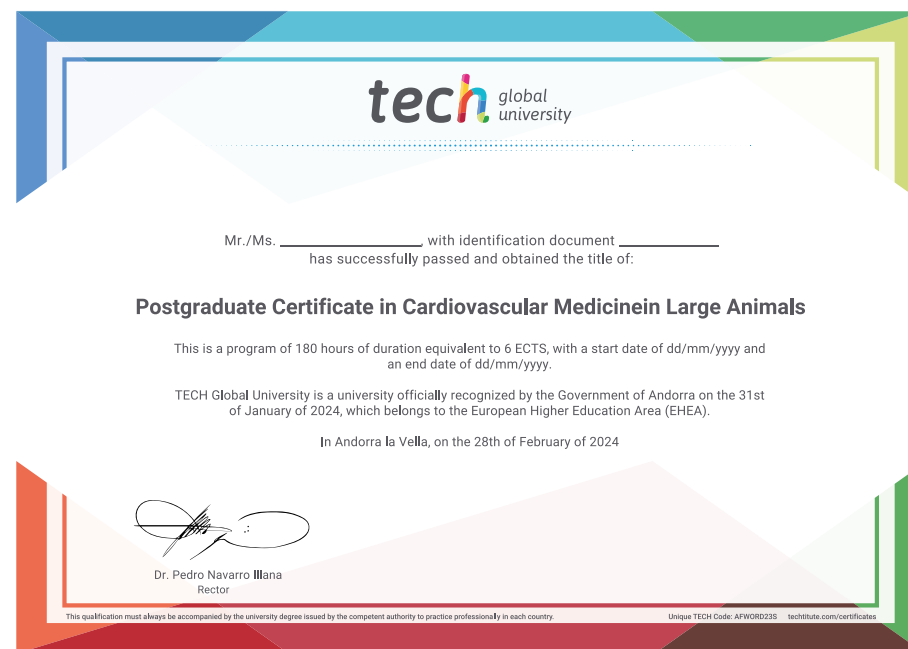 tech global
university
Mr./Ms. ____________, with identification document ____________
has successfully passed and obtained the title of:
Postgraduate Certificate in Cardiovascular Medicinein Large Animals
This is a program of 180 hours of duration equivalent to 6 ECTS, with a start date of dd/mm/yyyy and
an end date of dd/mm/yyyy.
TECH Global University is a university officially recognized by the Government of Andorra on the 31st
of January of 2024, which belongs to the European Higher Education Area (EHEA).
In Andorra la Vella, on the 28th of February of 2024
Dr. Pedro Navarro Illana
Rector
This qualification must always be accompanied by the university degree issued by the competent authority to practice professionally in each country. Unique TECH Code: AFWORD23S techtitute.com/certificates